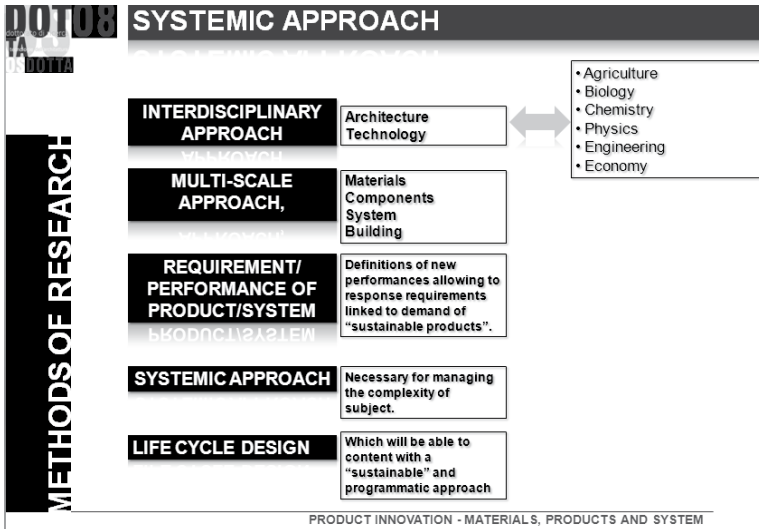 DOT08
SYSTEMIC APPROACH
TA
OSDOTTA
METHODS OF RESEARCH
INTERDISCIPLINARY
APPROACH
Architecture
Technology
• Agriculture
• Biology
• Chemistry
• Physics
• Engineering
• Economy
MULTI-SCALE
APPROACH,
Materials
Components
System
Building
REQUIREMENT/
PERFORMANCE OF
PRODUCT/SYSTEM
Definitions of new
performances allowing to
response requirements
linked to demand of
“sustainable products”.
SYSTEMIC APPROACH
Necessary for managing
the complexity of
subject.
LIFE CYCLE DESIGN
Which will be able to
content with a
“sustainable” and
programmatic approach
PRODUCT INNOVATION - MATERIALS, PRODUCTS AND SYSTEM